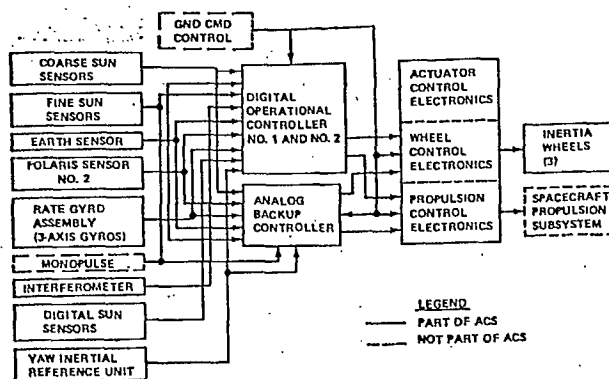 GND CMD
CONTROL
COARSE SUN
SENSORS
FINE SUN
SENSORS
EARTH SENSOR
POLARIS SENSOR
NO. 2
RATE GYRO
ASSEMBLY
(3-AXIS GYROS)
MONOPULSE
INTERFEROMETER
DIGITAL SUN
SENSORS
YAW INERTIAL
REFERENCE UNIT
DIGITAL
OPERATIONAL
CONTROLLER
NO. 1 AND NO. 2
ANALOG
BACKUP
CONTROLLER
ACTUATOR
CONTROL
ELECTRONICS
WHEEL
CONTROL
ELECTRONICS
PROPULSION
CONTROL
ELECTRONICS
INERTIA
WHEELS
(3)
SPACECRAFT
PROPULSION
SUBSYSTEM
LEGEND
PART OF ACS
NOT PART OF ACS